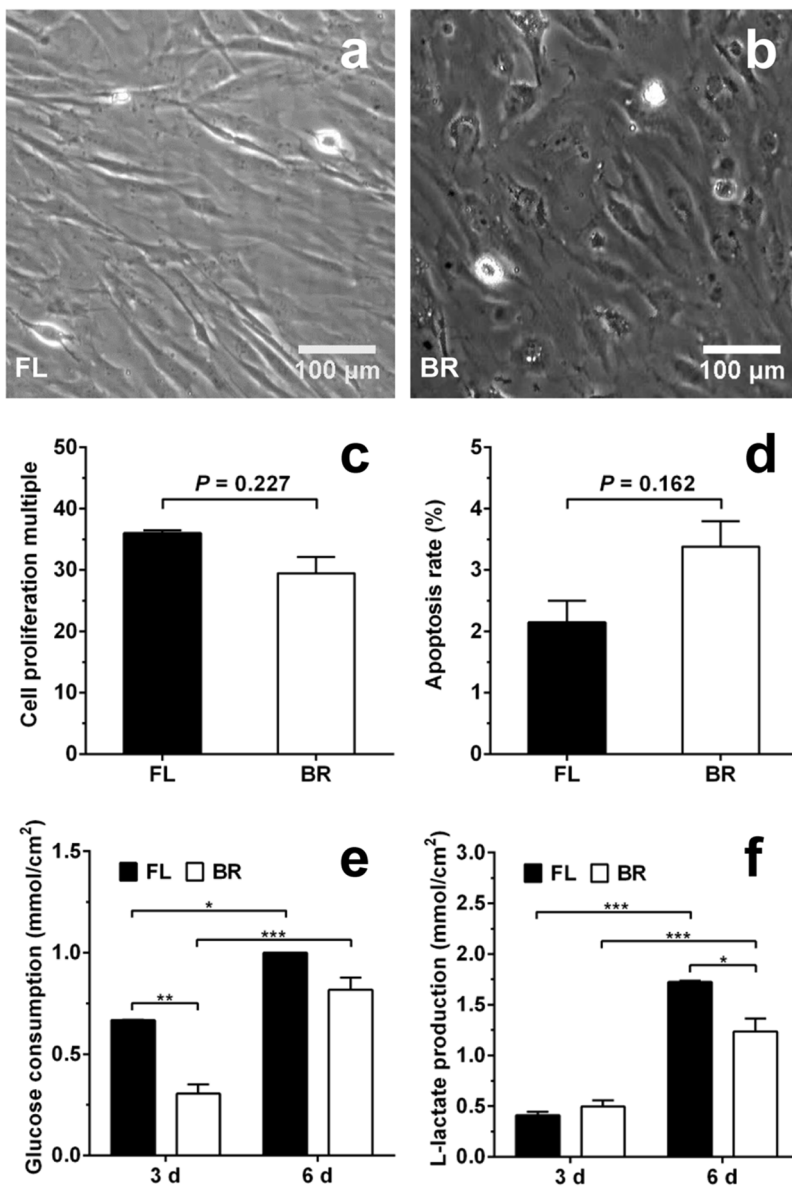 a
FL
100 µm
b
BR
100 µm
c
Cell proliferation multiple
50
40
30
20
10
0
P = 0.227
FL
BR
d
Apoptosis rate (%)
5
4
3
2
1
0
P = 0.162
FL
BR
e
Glucose consumption (mmol/cm²)
1.5
1.0
0.5
0.0
FL
BR
*
***
**
3 d
6 d
f
L-lactate production (mmol/cm²)
3.0
2.5
2.0
1.5
1.0
0.5
0.0
FL
BR
***
***
*
3 d
6 d